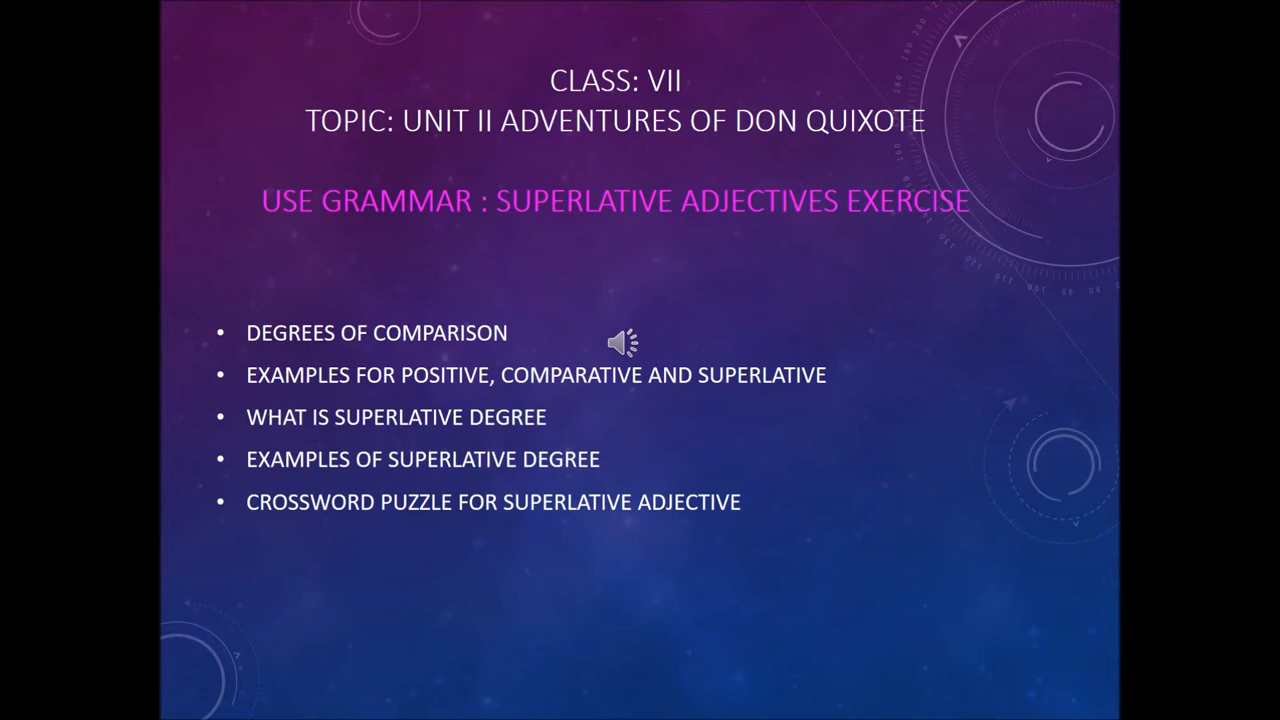 CLASS: VII
TOPIC: UNIT II ADVENTURES OF DON QUIXOTE
USE GRAMMAR : SUPERLATIVE ADJECTIVES EXERCISE
• DEGREES OF COMPARISON
• EXAMPLES FOR POSITIVE, COMPARATIVE AND SUPERLATIVE
• WHAT IS SUPERLATIVE DEGREE
• EXAMPLES OF SUPERLATIVE DEGREE
• CROSSWORD PUZZLE FOR SUPERLATIVE ADJECTIVE